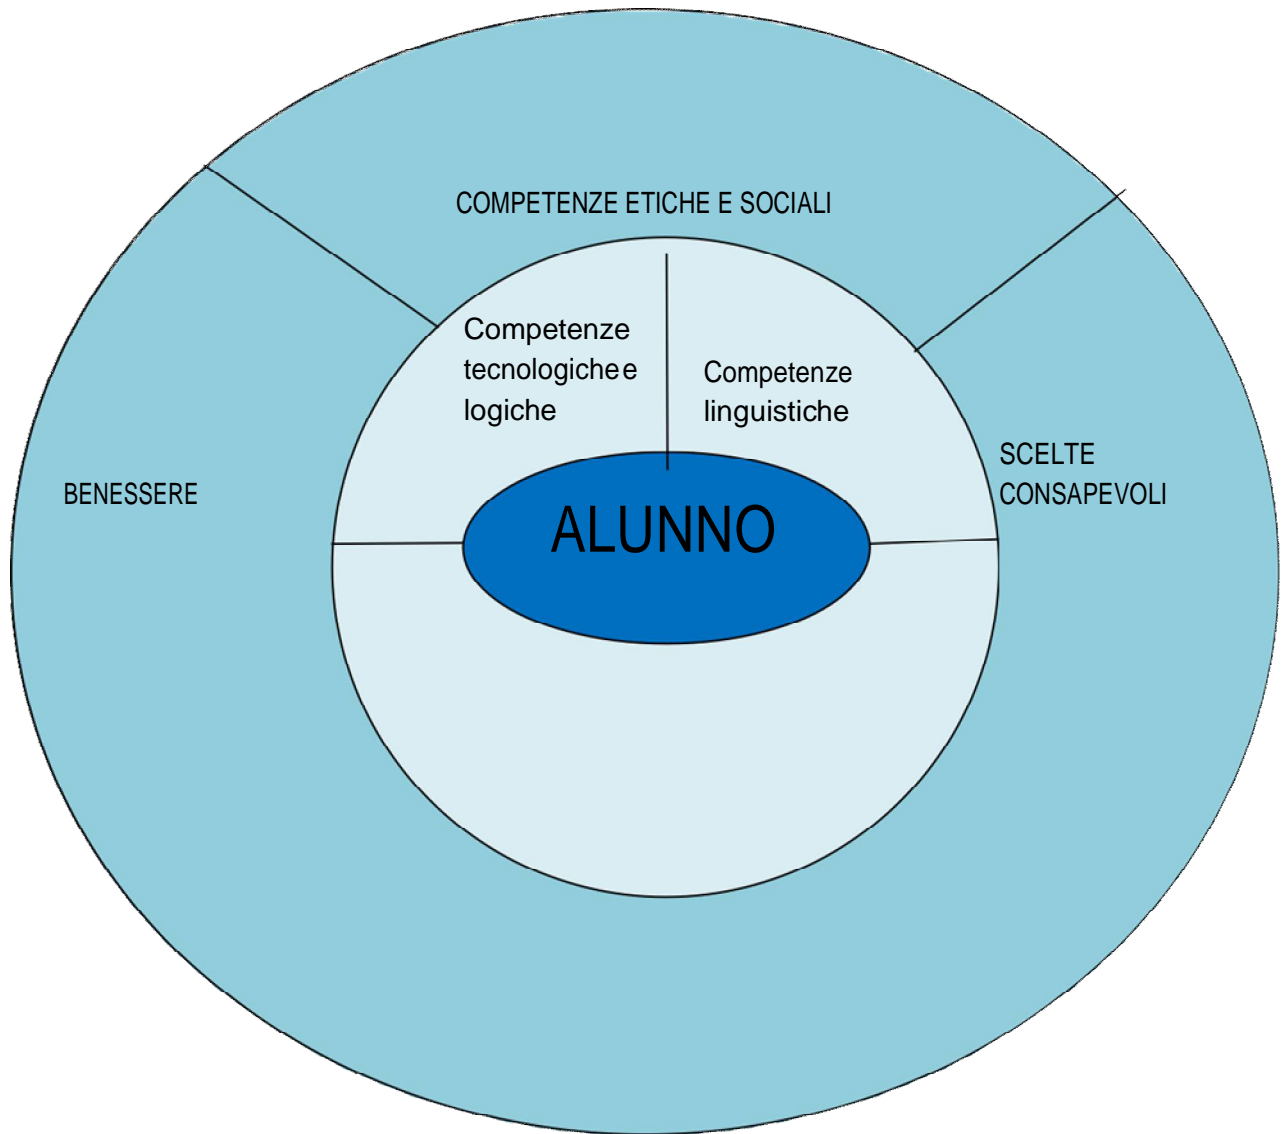 COMPETENZE ETICHE E SOCIALI
Competenze
tecnologiche e
logiche
Competenze
linguistiche
SCELTE
CONSAPEVOLI
BENESSERE
ALUNNO